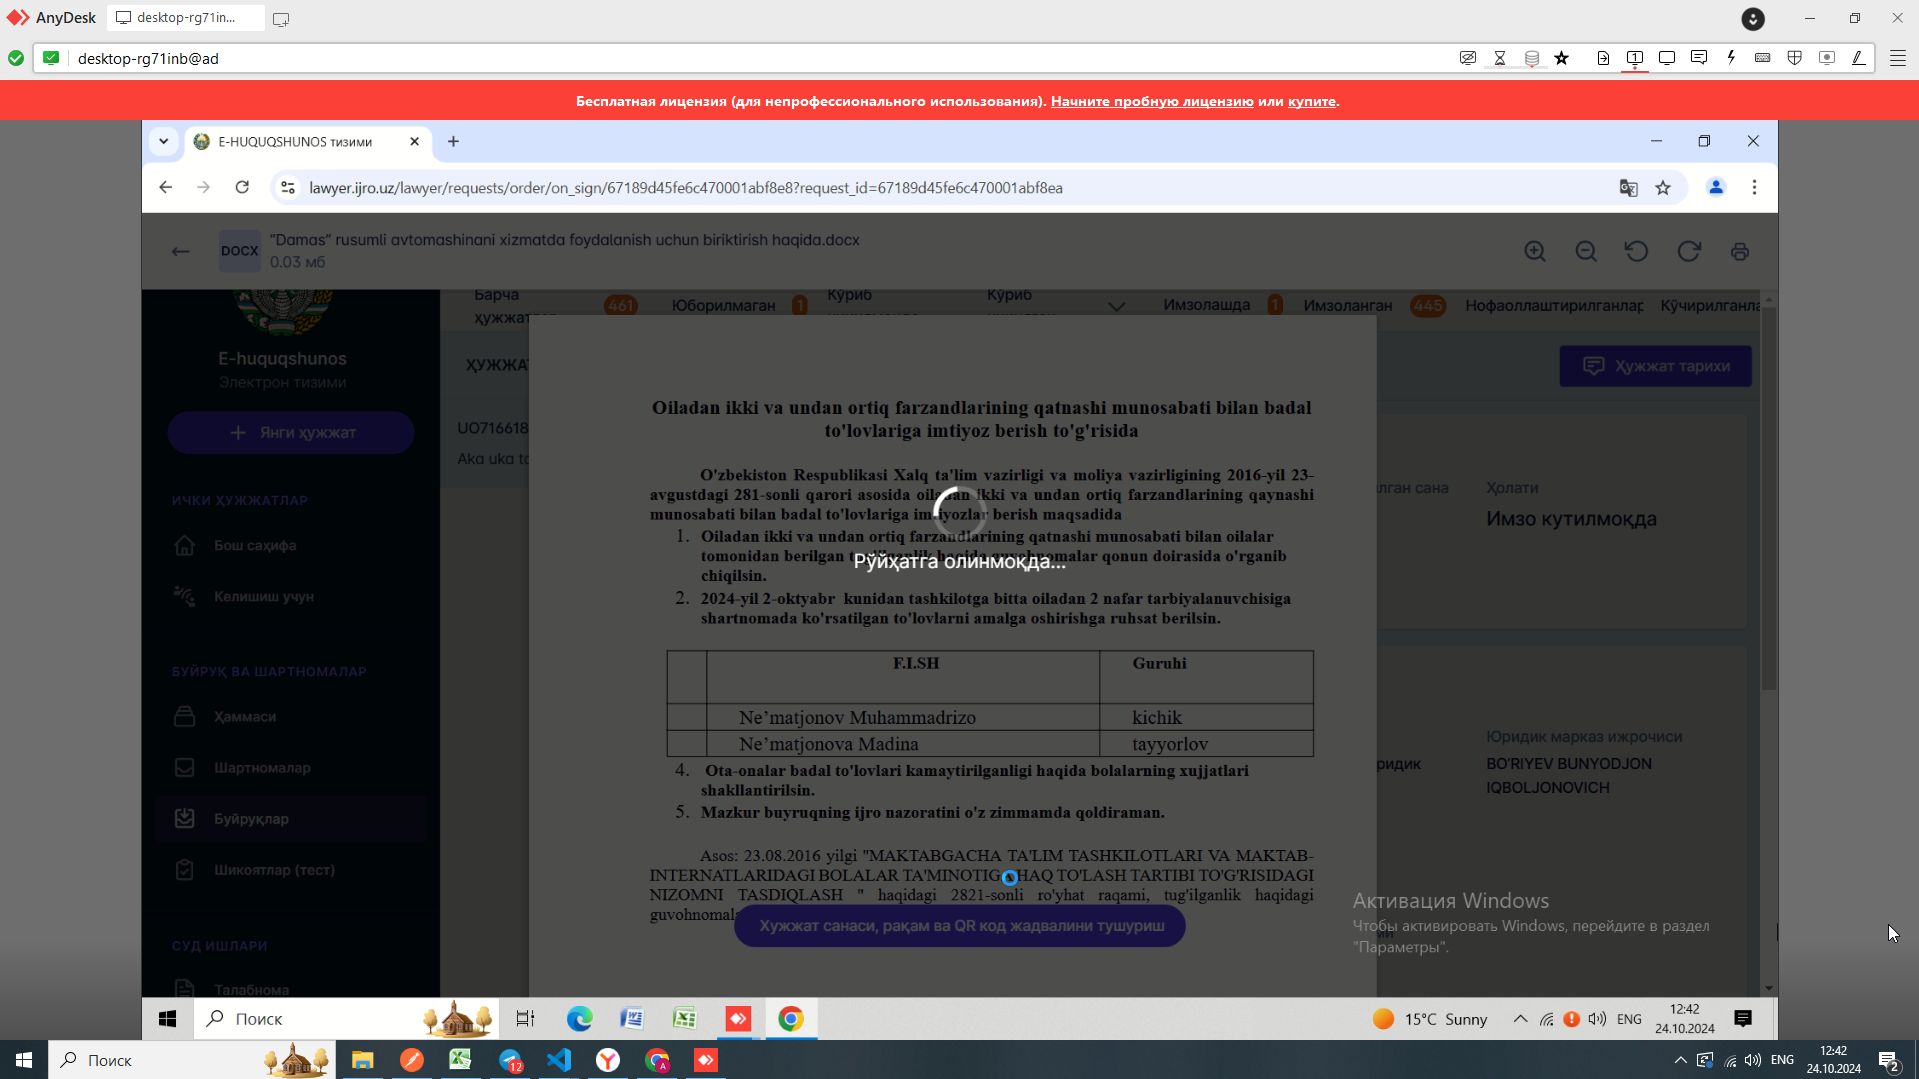 AnyDesk
desktop-rg71in...
desktop-rg71inb@ad
Бесплатная лицензия (для непрофессионального использования). Начните пробную лицензию или купите.
E-HUQUQSHUNOS тизими
lawyer.ijro.uz/lawyer/requests/order/on_sign/67189d45fe6c470001abf8e8?request_id=67189d45fe6c470001abf8ea
DOCX
“Damas” rusumli avtomashinani xizmatda foydalanish uchun biriktirish haqida.docx
0.03 мб
Барча ҳужжатлар 461
Юборилмаган 1
Кўриб
Кўриб
Имзолашда 1
Имзоланган 445
Нофаоллаштирилганлар
Кўчирилганла
E-huquqshunos
Электрон тизими
Янги ҳужжат
ИЧКИ ҲУЖЖАТЛАР
Бош саҳифа
Келишиш учун
БУЙРУҚ ВА ШАРТНОМАЛАР
Ҳаммаси
Шартномалар
Буйруқлар
Шикоятлар (тест)
СУД ИШЛАРИ
Талабнома
ҲУЖЖАТ
Ҳужжат тарихи
UO716618
Aka uka to
Oiladan ikki va undan ortiq farzandlarining qatnashi munosabati bilan badal
to'lovlariga imtiyoz berish to'g'risida
O'zbekiston Respublikasi Xalq ta'lim vazirligi va moliya vazirligining 2016-yil 23-
avgustdagi 281-sonli qarori asosida oiladan ikki va undan ortiq farzandlarining qaynashi
munosabati bilan badal to'lovlariga imtiyozlar berish maqsadida
1. Oiladan ikki va undan ortiq farzandlarining qatnashi munosabati bilan oilalar
tomonidan berilgan tug'ilganlik haqida guvohnomalar qonun doirasida o'rganib
chiqilsin.
2. 2024-yil 2-oktyabr kunidan tashkilotga bitta oiladan 2 nafar tarbiyalanuvchisiga
shartnomada ko'rsatilgan to'lovlarni amalga oshirishga ruhsat berilsin.
F.I.SH Guruhi
Ne’matjonov Muhammadrizo kichik
Ne’matjonova Madina tayyorlov
4. Ota-onalar badal to'lovlari kamaytirilganligi haqida bolalarning xujjatlari
shakllantirilsin.
5. Mazkur buyruqning ijro nazoratini o'z zimmamda qoldiraman.
Asos: 23.08.2016 yilgi "MAKTABGACHA TA'LIM TASHKILOTLARI VA MAKTAB-
INTERNATLARIDAGI BOLALAR TA'MINOTIGA HAQ TO'LASH TARTIBI TO'G'RISIDAGI
NIZOMNI TASDIQLASH " haqidagi 2821-sonli ro'yhat raqami, tug'ilganlik haqidagi
guvohnomala
Рўйҳатга олинмоқда...
Ҳужжат санаси, рақам ва QR код жадвалини тушуриш
илган сана
Ҳолати
Имзо кутилмоқда
ридик
Юридик марказ ижрочиси
BO'RIYEV BUNYODJON
IQBOLJONOVICH
Активация Windows
Чтобы активировать Windows, перейдите в раздел
"Параметры".
Поиск
15°C Sunny
ENG
12:42
24.10.2024
Поиск
12
ENG
12:42
24.10.2024
2